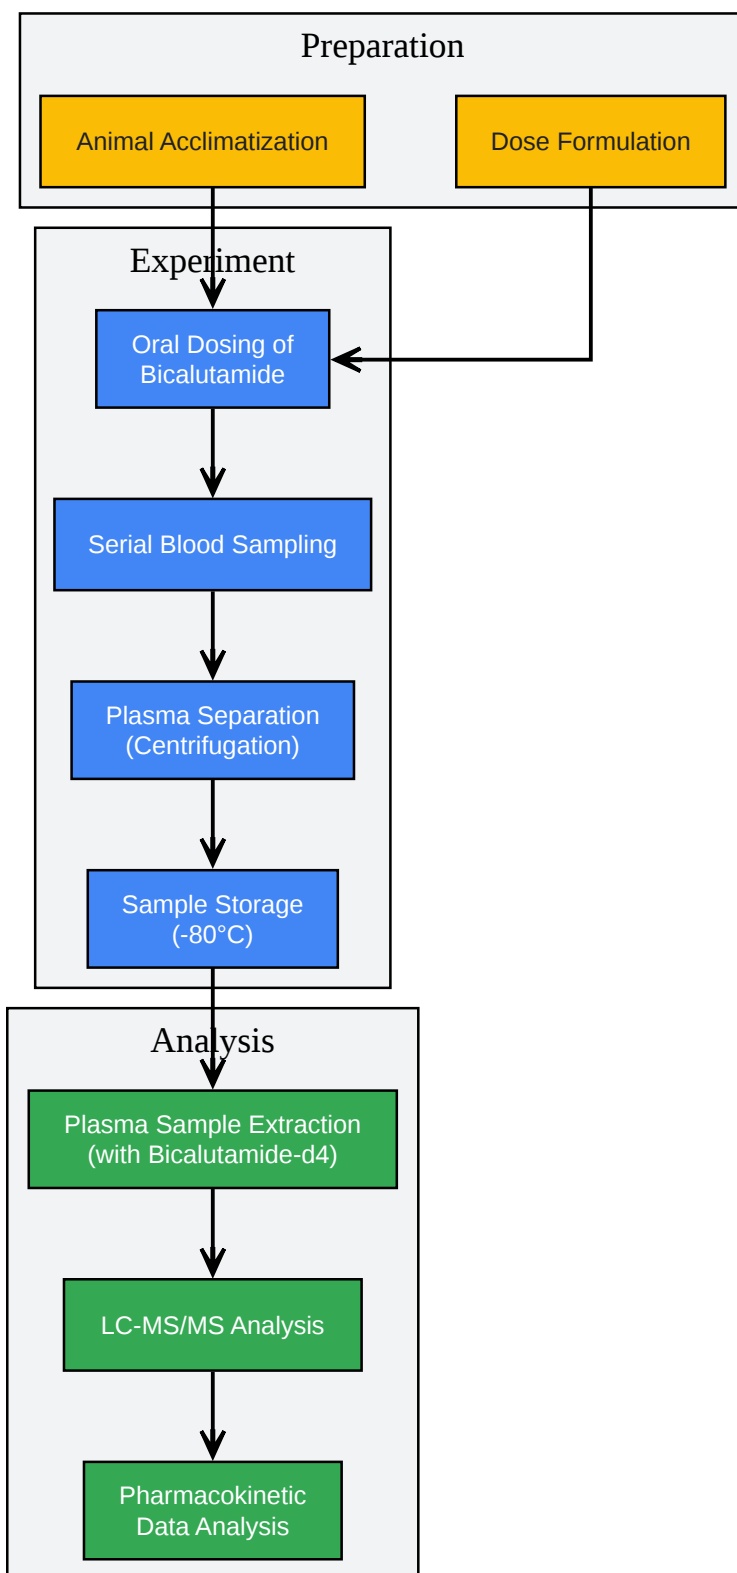 Preparation
Animal Acclimatization
Dose Formulation
Experiment
Oral Dosing of
Bicalutamide
Serial Blood Sampling
Plasma Separation
(Centrifugation)
Sample Storage
(-80°C)
Analysis
Plasma Sample Extraction
(with Bicalutamide-d4)
LC-MS/MS Analysis
Pharmacokinetic
Data Analysis